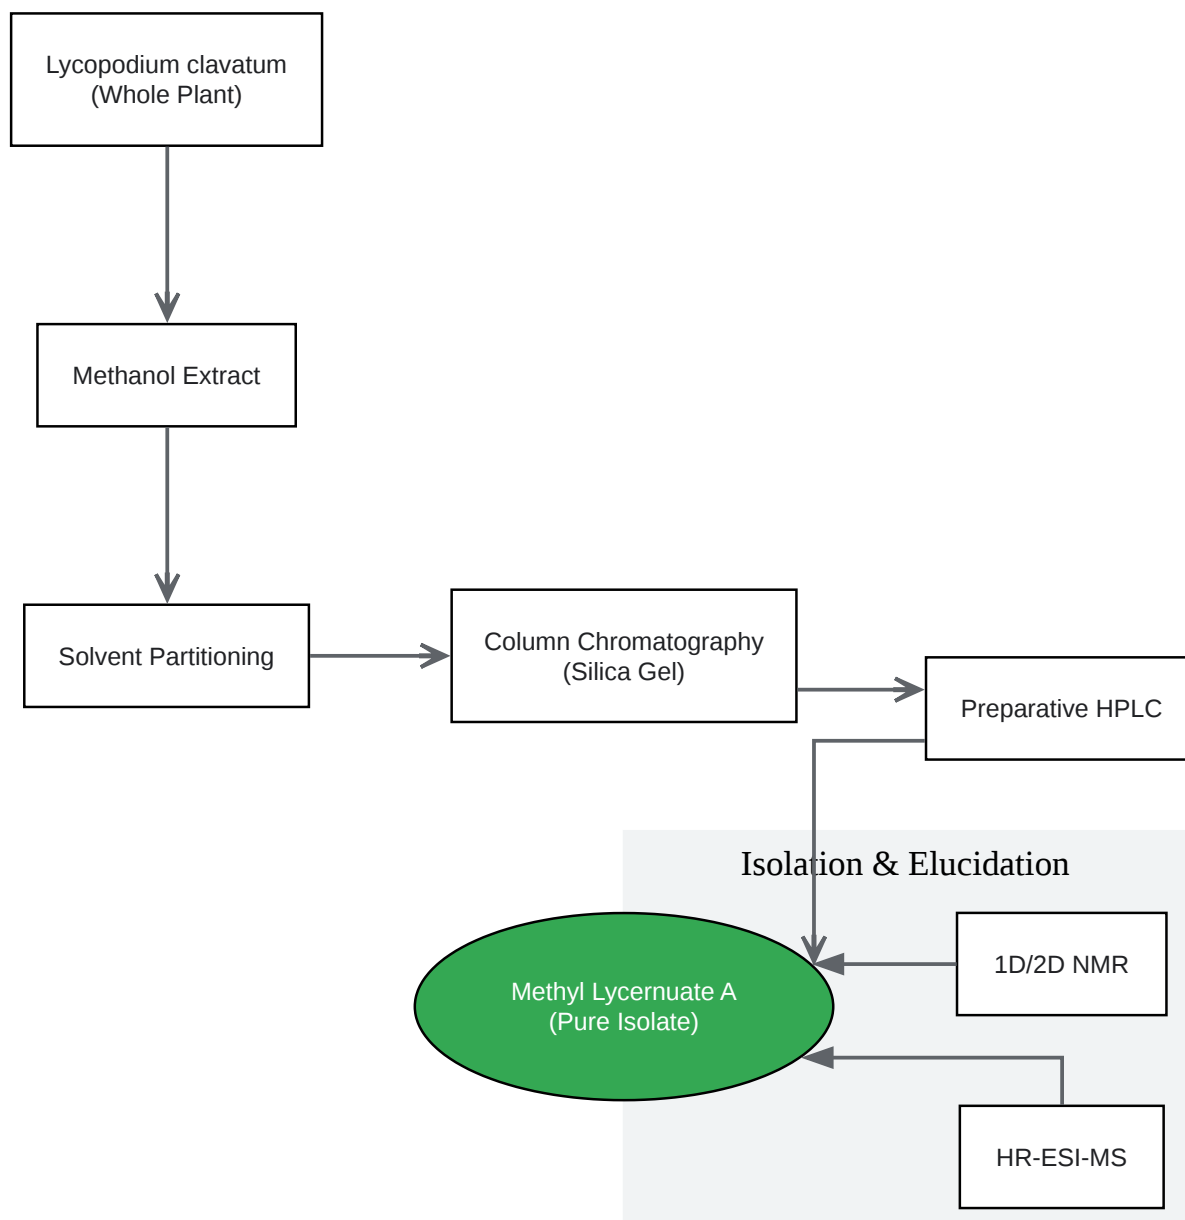 Lycopodium clavatum
(Whole Plant)
Methanol Extract
Solvent Partitioning
Column Chromatography
(Silica Gel)
Preparative HPLC
Isolation & Elucidation
1D/2D NMR
Methyl Lycernuate A
(Pure Isolate)
HR-ESI-MS